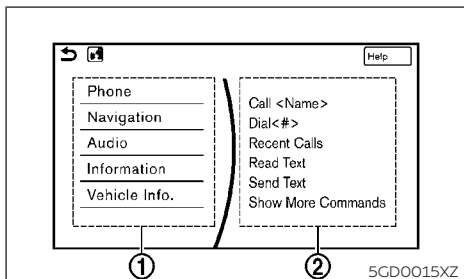 Help
Phone
Navigation
Audio
Information
Vehicle Info.
Call <Name>
Dial<#>
Recent Calls
Read Text
Send Text
Show More Commands
① ②
5GD0015XZ